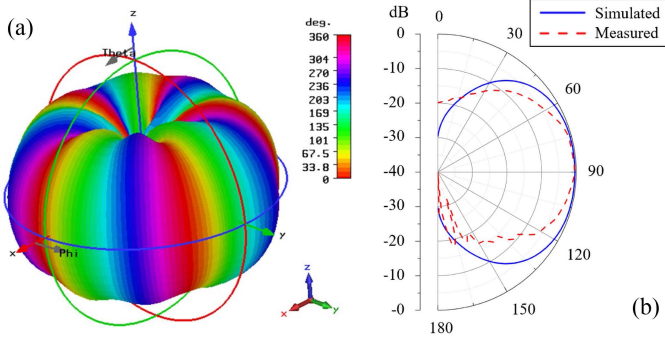 (a)
z
Theta
x
Phi
y
z
x
y
deg.
360
304
270
236
203
169
135
101
67.5
33.8
0
dB
-0
-10
-20
-30
-40
-30
-20
-10
-0
0
30
60
90
120
150
180
Simulated
Measured
(b)